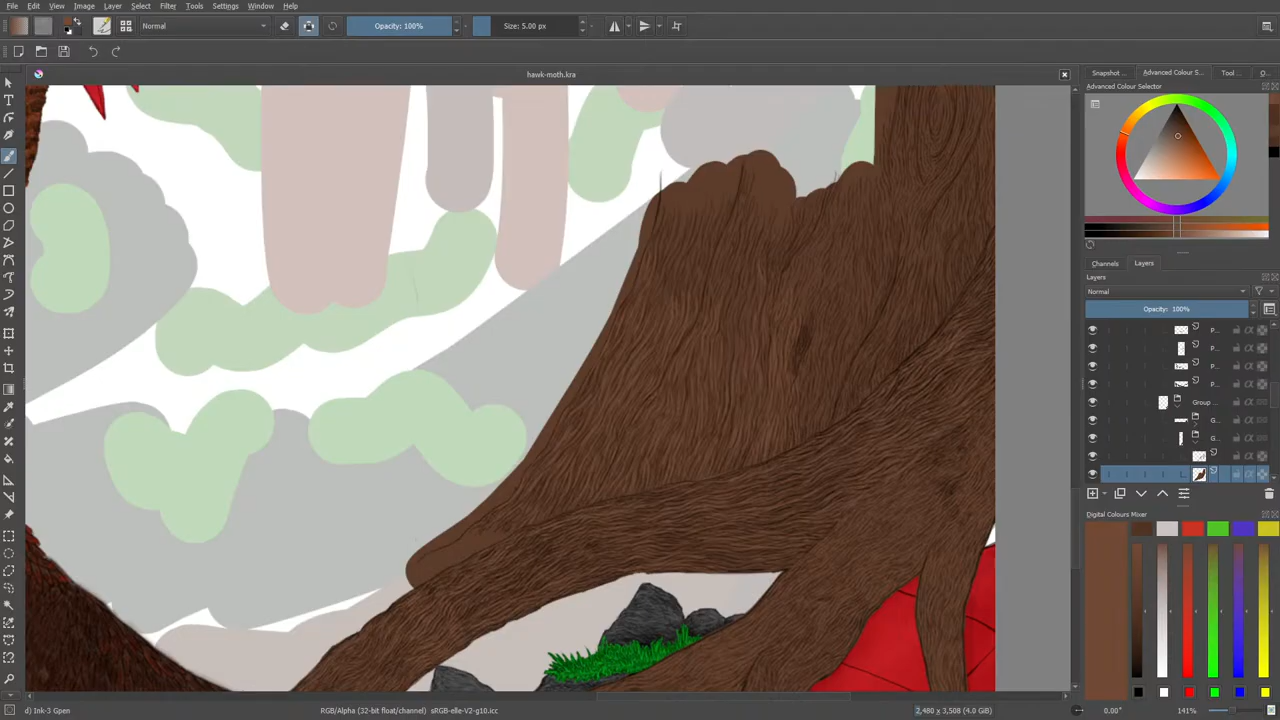 File Edit View Image Layer Select Filter Tools Settings Window Help
Normal Opacity: 100% Size: 5.00 px
hawk-moth.kra
Snapshot ... Advanced Colour S... Tool ... O...
Advanced Colour Selector
Channels Layers
Layers
Normal
Opacity: 100%
P...
P...
P...
P...
Group ...
G...
G...
Digital Colours Mixer
d) Ink-3 Gpen RGB/Alpha (32-bit float/channel) sRGB-elle-V2-g10.icc 2,480 x 3,508 (4.0 GiB) 0.00° 141%